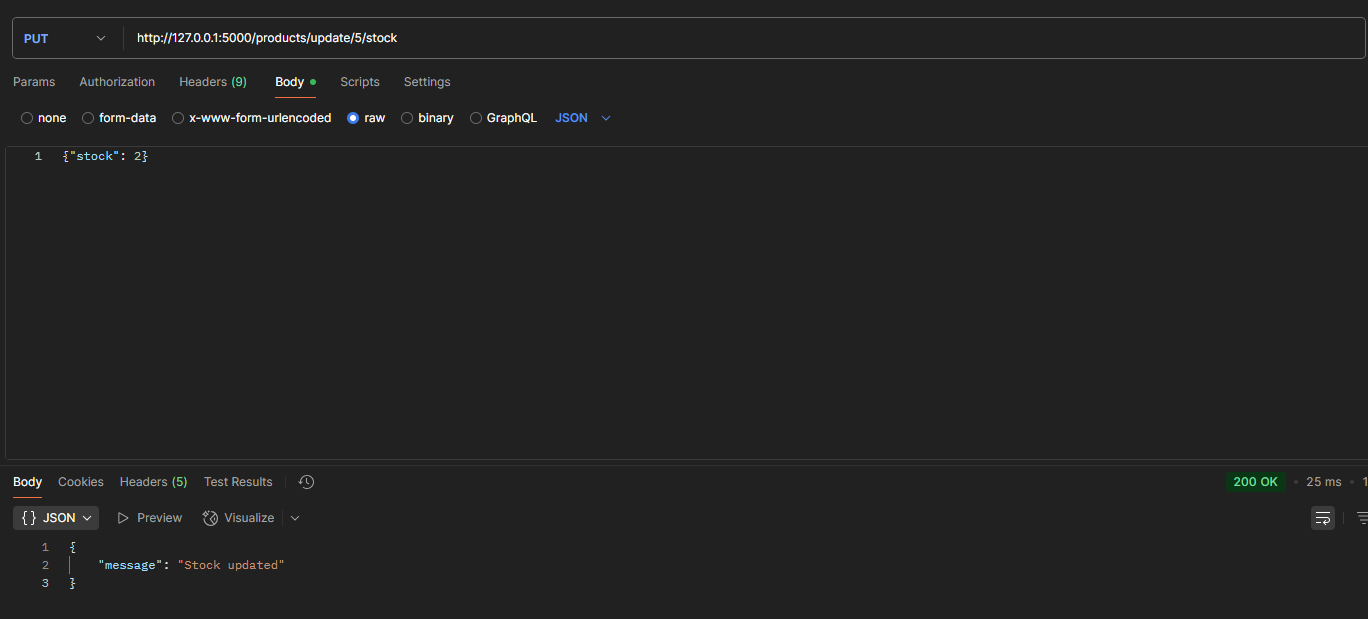 PUT http://127.0.0.1:5000/products/update/5/stock
Params Authorization Headers (9) Body Scripts Settings
none form-data x-www-form-urlencoded raw binary GraphQL JSON
1 {"stock": 2}
Body Cookies Headers (5) Test Results 200 OK • 25 ms • 1
{} JSON Preview Visualize
1 {
2 "message": "Stock updated"
3 }